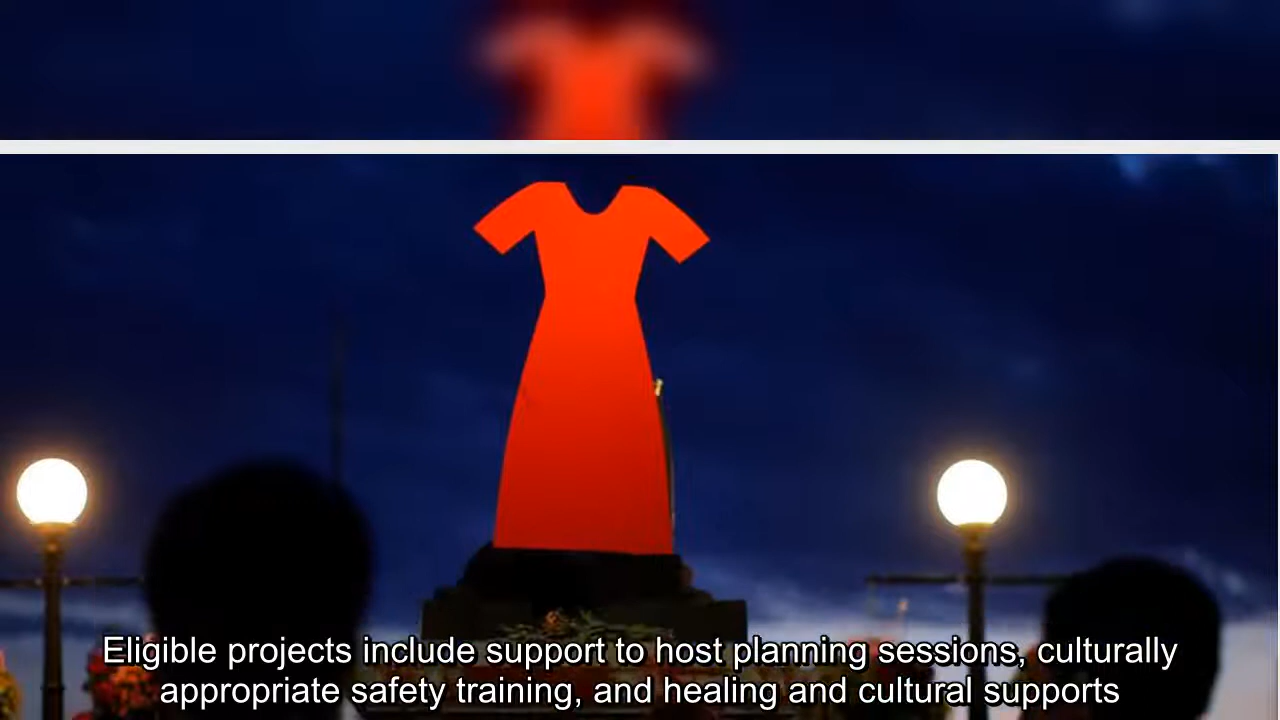 Eligible projects include support to host planning sessions, culturally
appropriate safety training, and healing and cultural supports